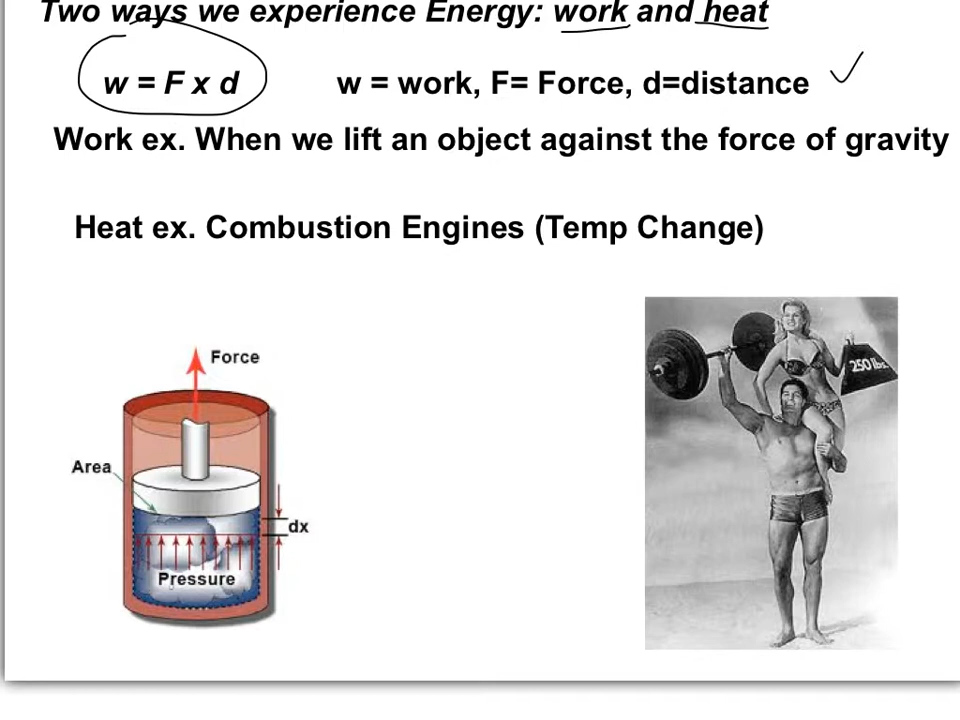 Two ways we experience Energy: work and heat
w = F x d w = work, F= Force, d=distance
Work ex. When we lift an object against the force of gravity
Heat ex. Combustion Engines (Temp Change)
Force
Area
dx
Pressure
250 lbs.